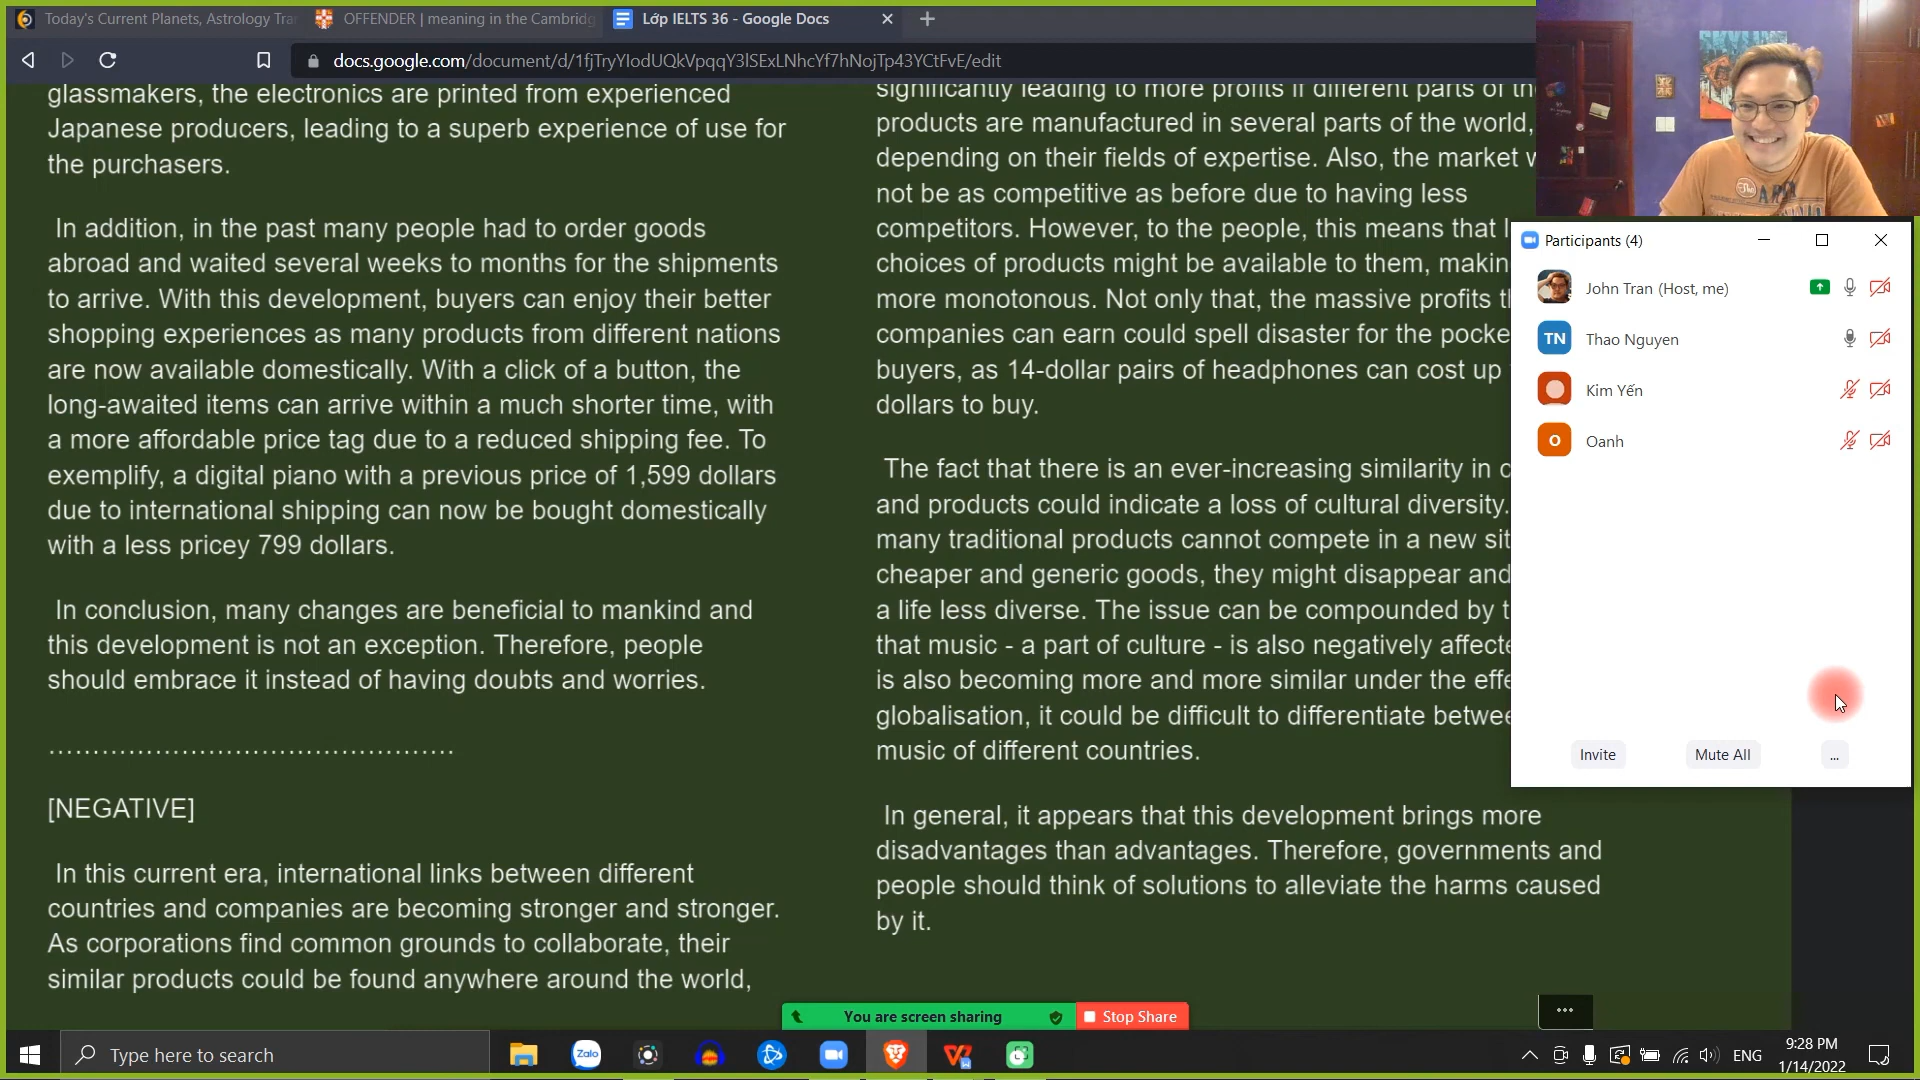 Today's Current Planets, Astrology Tra
OFFENDER | meaning in the Cambridg
Lớp IELTS 36 - Google Docs
docs.google.com/document/d/1fjTryYIodUQkVpqqY3lSExLNhcYf7hNojTp43YCtFvE/edit
glassmakers, the electronics are printed from experienced
Japanese producers, leading to a superb experience of use for
the purchasers.
In addition, in the past many people had to order goods
abroad and waited several weeks to months for the shipments
to arrive. With this development, buyers can enjoy their better
shopping experiences as many products from different nations
are now available domestically. With a click of a button, the
long-awaited items can arrive within a much shorter time, with
a more affordable price tag due to a reduced shipping fee. To
exemplify, a digital piano with a previous price of 1,599 dollars
due to international shipping can now be bought domestically
with a less pricey 799 dollars.
In conclusion, many changes are beneficial to mankind and
this development is not an exception. Therefore, people
should embrace it instead of having doubts and worries.
.............................................
[NEGATIVE]
In this current era, international links between different
countries and companies are becoming stronger and stronger.
As corporations find common grounds to collaborate, their
similar products could be found anywhere around the world,
significantly leading to more profits if different parts of
products are manufactured in several parts of the world,
depending on their fields of expertise. Also, the market
not be as competitive as before due to having less
competitors. However, to the people, this means that
choices of products might be available to them,
more monotonous. Not only that, the massive profits
companies can earn could spell disaster for the
buyers, as 14-dollar pairs of headphones can cost up
dollars to buy.
The fact that there is an ever-increasing similarity in
and products could indicate a loss of cultural diversity.
many traditional products cannot compete in a new
cheaper and generic goods, they might disappear and
a life less diverse. The issue can be compounded by
that music - a part of culture - is also negatively
is also becoming more and more similar under the
globalisation, it could be difficult to differentiate
music of different countries.
In general, it appears that this development brings more
disadvantages than advantages. Therefore, governments and
people should think of solutions to alleviate the harms caused
by it.
Participants (4)
John Tran (Host, me)
TN Thao Nguyen
Kim Yến
O Oanh
Invite
Mute All
...
You are screen sharing
Stop Share
Type here to search
Zalo
ENG
9:28 PM
1/14/2022